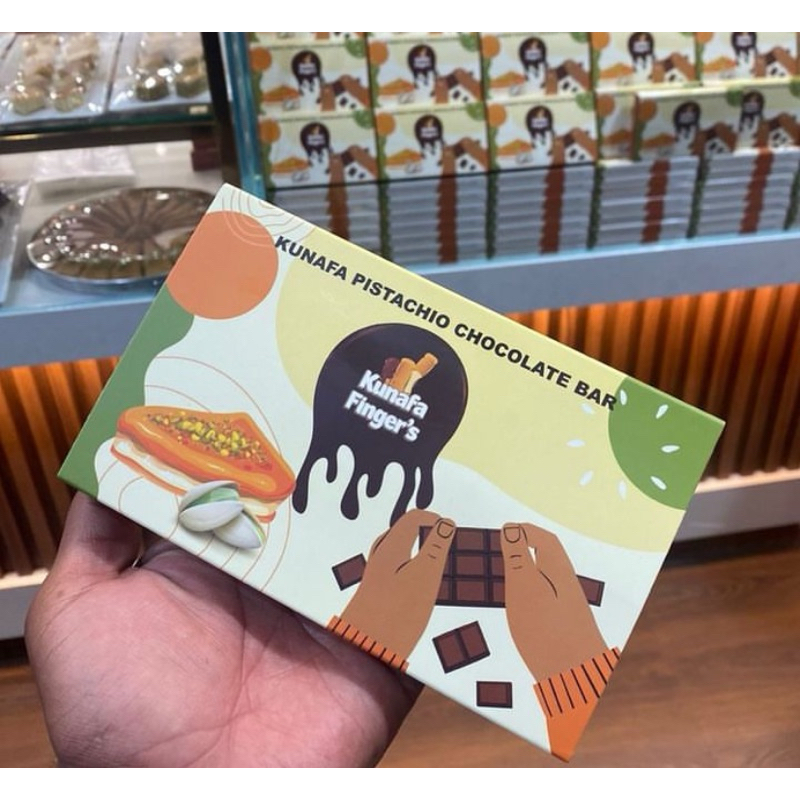 KUNAFA PISTACHIO CHOCOLATE BAR
Kunafa
Finger's